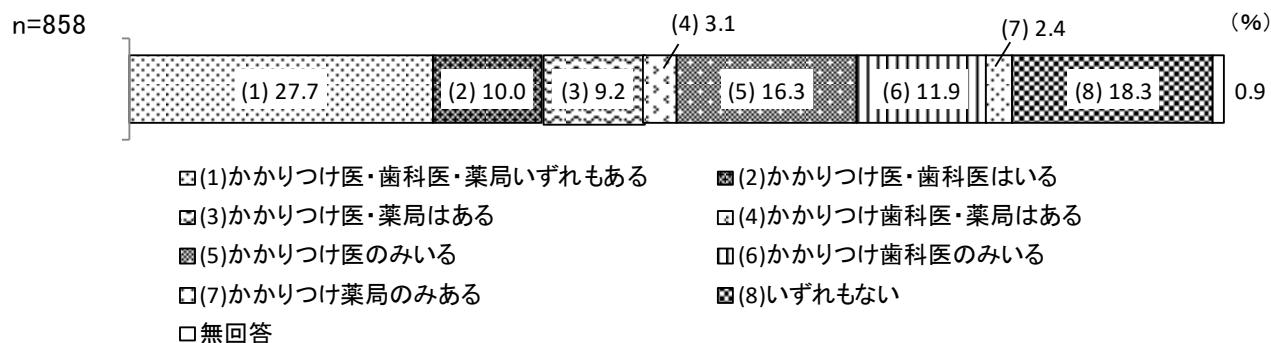 n=858
(4) 3.1
(7) 2.4
(%)
(1) 27.7
(2) 10.0
(3) 9.2
(5) 16.3
(6) 11.9
(8) 18.3
0.9
(1)かかりつけ医・歯科医・薬局いずれもある
(2)かかりつけ医・歯科医はいる
(3)かかりつけ医・薬局はある
(4)かかりつけ歯科医・薬局はある
(5)かかりつけ医のみいる
(6)かかりつけ歯科医のみいる
(7)かかりつけ薬局のみある
(8)いずれもない
無回答